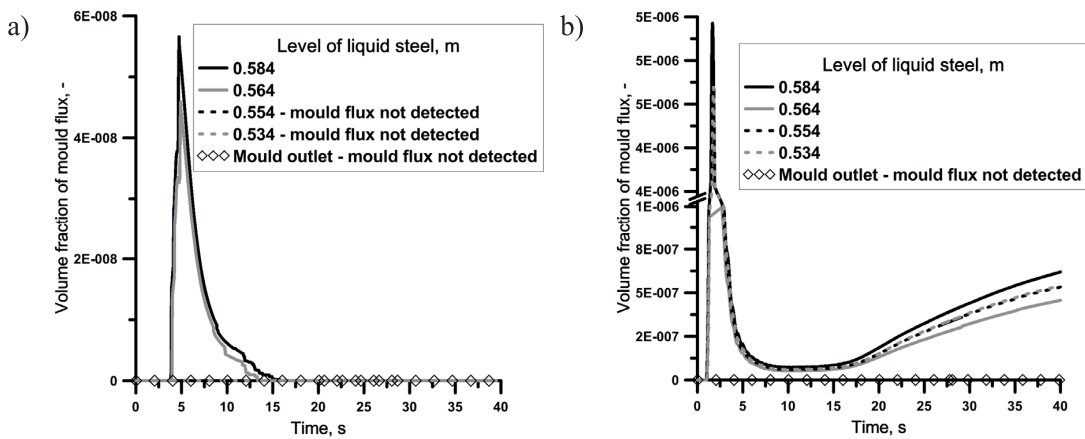 a)
6E-008
4E-008
2E-008
0
Volume fraction of mould flux, -
Level of liquid steel, m
0.584
0.564
0.554 - mould flux not detected
0.534 - mould flux not detected
Mould outlet - mould flux not detected
0 5 10 15 20 25 30 35 40
Time, s
b)
5E-006
5E-006
5E-006
4E-006
4E-006
1E-006
8E-007
5E-007
2E-007
0
Volume fraction of mould flux, -
Level of liquid steel, m
0.584
0.564
0.554
0.534
Mould outlet - mould flux not detected
0 5 10 15 20 25 30 35 40
Time, s